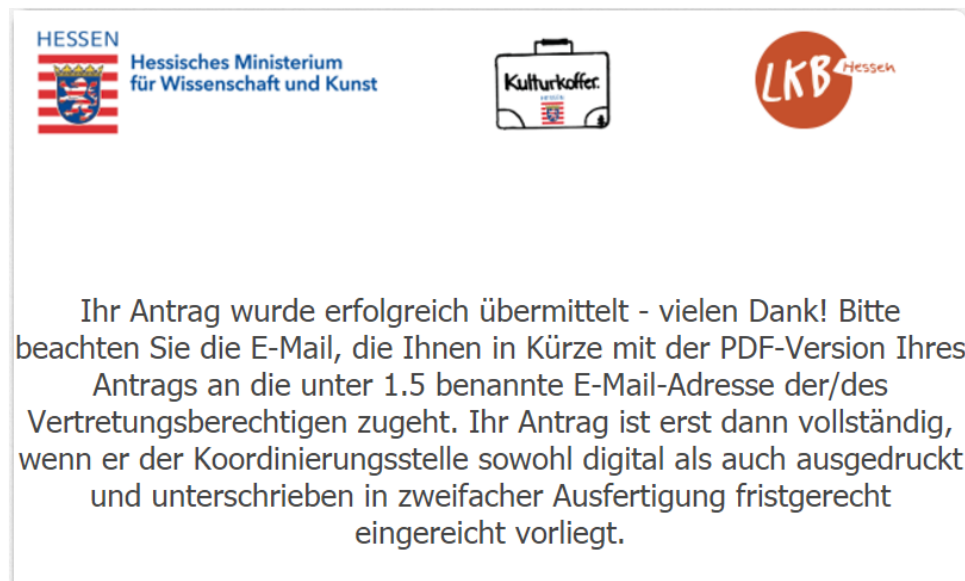 HESSEN
Hessisches Ministerium
für Wissenschaft und Kunst
Kulturkoffer.
HESSEN
LKB Hessen
Ihr Antrag wurde erfolgreich übermittelt - vielen Dank! Bitte
beachten Sie die E-Mail, die Ihnen in Kürze mit der PDF-Version Ihres
Antrags an die unter 1.5 benannte E-Mail-Adresse der/des
Vertretungsberechtigen zugeht. Ihr Antrag ist erst dann vollständig,
wenn er der Koordinierungsstelle sowohl digital als auch ausgedruckt
und unterschrieben in zweifacher Ausfertigung fristgerecht
eingereicht vorliegt.